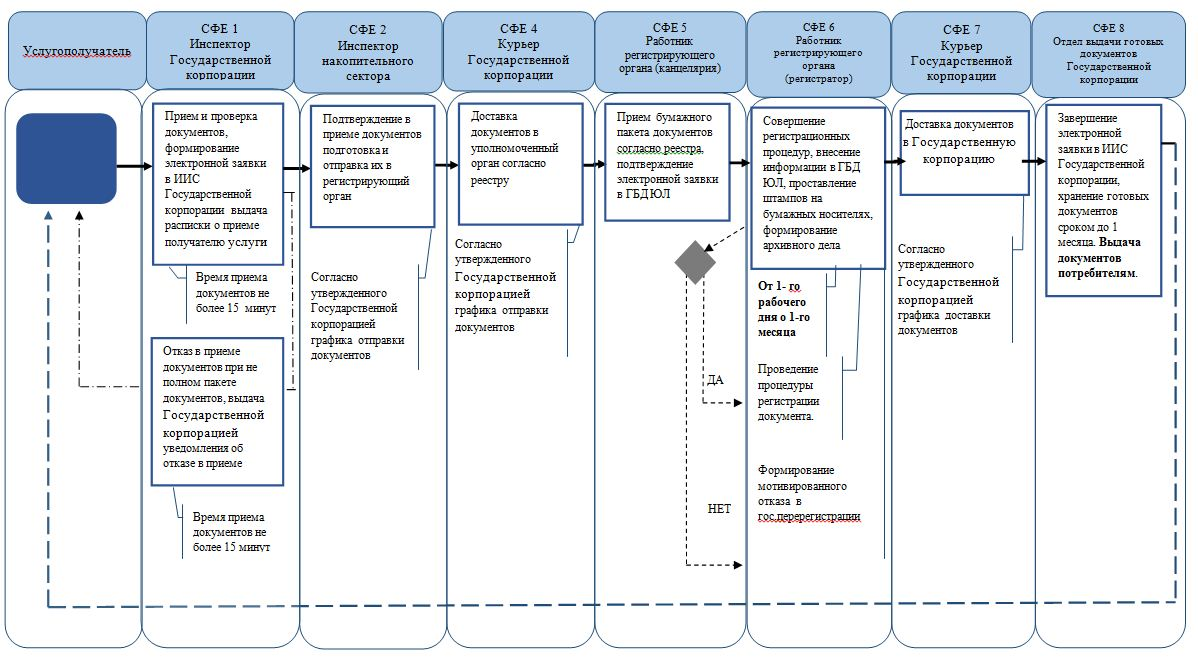 Услугополучатель
СФЕ 1
Инспектор
Государственной
корпорации
СФЕ 2
Инспектор
накопительного
сектора
СФЕ 4
Курьер
Государственной
корпорации
СФЕ 5
Работник
регистрирующего
органа (канцелярия)
СФЕ 6
Работник
регистрирующего
органа
(регистратор)
СФЕ 7
Курьер
Государственной
корпорации
СФЕ 8
Отдел выдачи готовых
документов
Государственной
корпорации
Прием и проверка
документов,
формирование
электронной заявки
в ИИС
Государственной
корпорации выдача
расписки о приеме
получателю услуги
Время приема
документов не
более 15 минут
Отказ в приеме
документов при не
полном пакете
документов, выдача
Государственной
корпорацией
уведомления об
отказе в приеме
Время приема
документов не
более 15 минут
Подтверждение в
приеме документов
подготовка и
отправка их в
регистрирующий
орган
Согласно
утвержденного
Государственной
корпорацией
графика отправки
документов
Доставка
документов в
уполномоченный
орган согласно
реестру
Согласно
утвержденного
Государственной
корпорацией
графика отправки
документов
Прием бумажного
пакета документов
согласно реестра,
подтверждение
электронной заявки
в ГБД ЮЛ
ДА
НЕТ
Совершение
регистрационных
процедур, внесение
информации в ГБД
ЮЛ, проставление
штампов на
бумажных носителях,
формирование
архивного дела
От 1- го
рабочего
дня о 1-го
месяца
Проведение
процедуры
регистрации
документа.
Формирование
мотивированного
отказа в
гос.перерегистрации
Доставка документов
в Государственную
корпорацию
Согласно
утвержденного
Государственной
корпорацией
графика доставки
документов
Завершение
электронной
заявки в ИИС
Государственной
корпорации,
хранение готовых
документов
сроком до 1
месяца. Выдача
документов
потребителям.